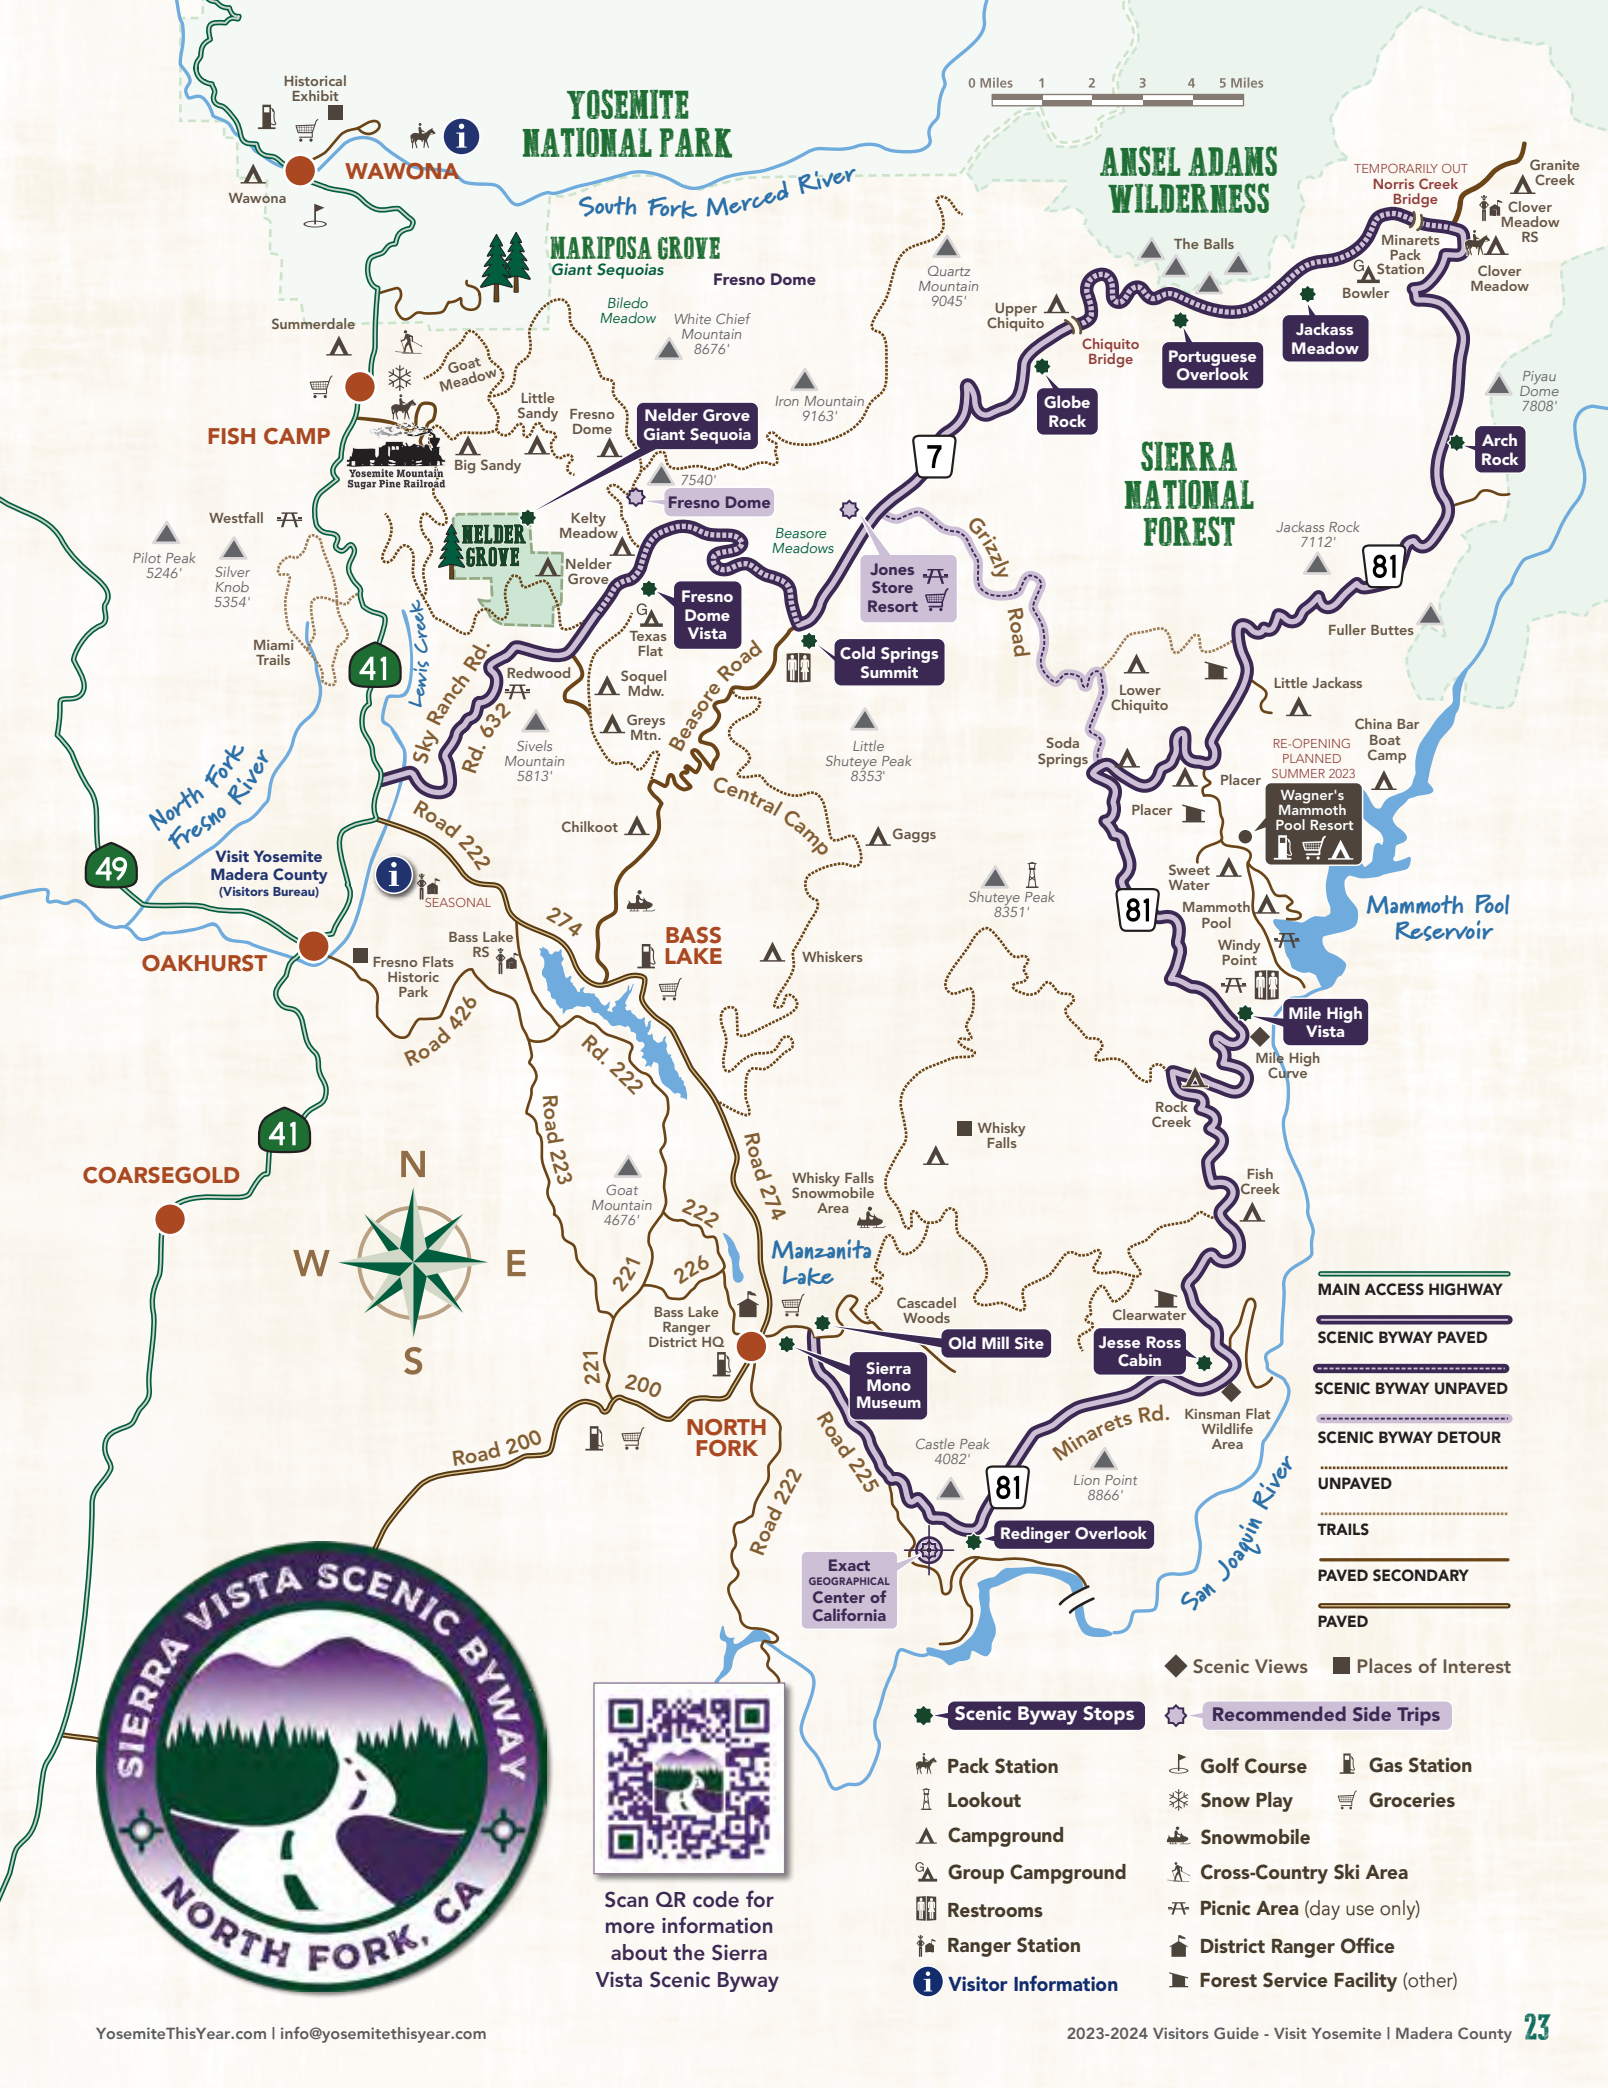 Historical
Exhibit
WAWONA
Wawona
YOSEMITE
NATIONAL PARK
South Fork Merced River
0 Miles 1 2 3 4 5 Miles
ANSEL ADAMS
WILDERNESS
TEMPORARILY OUT
Norris Creek
Bridge
Granite
Creek
Clover
Meadow
RS
Minarets
Pack
Station
G
Bowler
Clover
Meadow
MARIPOSA GROVE
Giant Sequoias
Fresno Dome
Biledo
Meadow
White Chief
Mountain
8676'
Quartz
Mountain
9045'
The Balls
Upper
Chiquito
Chiquito
Bridge
Portuguese
Overlook
Jackass
Meadow
Globe
Rock
Piyau
Dome
7808'
Arch
Rock
Summerdale
Goat
Meadow
FISH CAMP
Yosemite Mountain
Sugar Pine Railroad
Little
Sandy
Fresno
Dome
Big Sandy
Iron Mountain
9163'
Nelder Grove
Giant Sequoia
7540'
Fresno Dome
7
SIERRA
NATIONAL
FOREST
Jackass Rock
7112'
81
Westfall
Pilot Peak
5246'
Silver
Knob
5354'
NELDER
GROVE
Kelty
Meadow
Nelder
Grove
Beasore
Meadows
Jones
Store
Resort
Grizzly
Road
Fuller Buttes
Miami
Trails
41
Lewis Creek
Sky Ranch Rd.
Rd. 632
Redwood
G
Texas
Flat
Fresno
Dome
Vista
Cold Springs
Summit
Soquel
Mdw.
Greys
Mtn.
Beasore Road
Sivels
Mountain
5813'
Little
Shuteye Peak
8353'
Lower
Chiquito
Little Jackass
China Bar
Boat
Camp
Soda
Springs
RE-OPENING
PLANNED
SUMMER 2023
Placer
Placer
Wagner's
Mammoth
Pool Resort
North Fork
Fresno River
Road 222
Central Camp
Chilkoot
Gaggs
49
Visit Yosemite
Madera County
(Visitors Bureau)
SEASONAL
Sweet
Water
Shuteye Peak
8351'
81
Mammoth
Pool
Mammoth Pool
Reservoir
274
BASS
LAKE
Bass Lake
RS
Windy
Point
OAKHURST
Fresno Flats
Historic
Park
Whiskers
Road 426
Rd. 222
Mile High
Vista
Mile High
Curve
41
Road 223
Rock
Creek
Whisky
Falls
COARSEGOLD
N
W
E
S
Goat
Mountain
4676'
Road 274
Whisky Falls
Snowmobile
Area
Fish
Creek
222
221
226
Manzanita
Lake
Bass Lake
Ranger
District HQ
Cascadel
Woods
Clearwater
Old Mill Site
Jesse Ross
Cabin
Sierra
Mono
Museum
221
200
NORTH
FORK
Road 200
Road 225
Minarets Rd.
Kinsman Flat
Wildlife
Area
Castle Peak
4082'
Lion Point
8866'
81
Road 222
Redinger Overlook
Exact
GEOGRAPHICAL
Center of
California
San Joaquin River
MAIN ACCESS HIGHWAY
SCENIC BYWAY PAVED
SCENIC BYWAY UNPAVED
SCENIC BYWAY DETOUR
UNPAVED
TRAILS
PAVED SECONDARY
PAVED
Scenic Views Places of Interest
Scenic Byway Stops Recommended Side Trips
Pack Station Golf Course Gas Station
Lookout Snow Play Groceries
Campground Snowmobile
G Group Campground Cross-Country Ski Area
Restrooms Picnic Area (day use only)
Ranger Station District Ranger Office
i Visitor Information Forest Service Facility (other)
SIERRA VISTA SCENIC BYWAY
NORTH FORK, CA
Scan QR code for
more information
about the Sierra
Vista Scenic Byway
YosemiteThisYear.com | info@yosemitethisyear.com
2023-2024 Visitors Guide - Visit Yosemite | Madera County 23